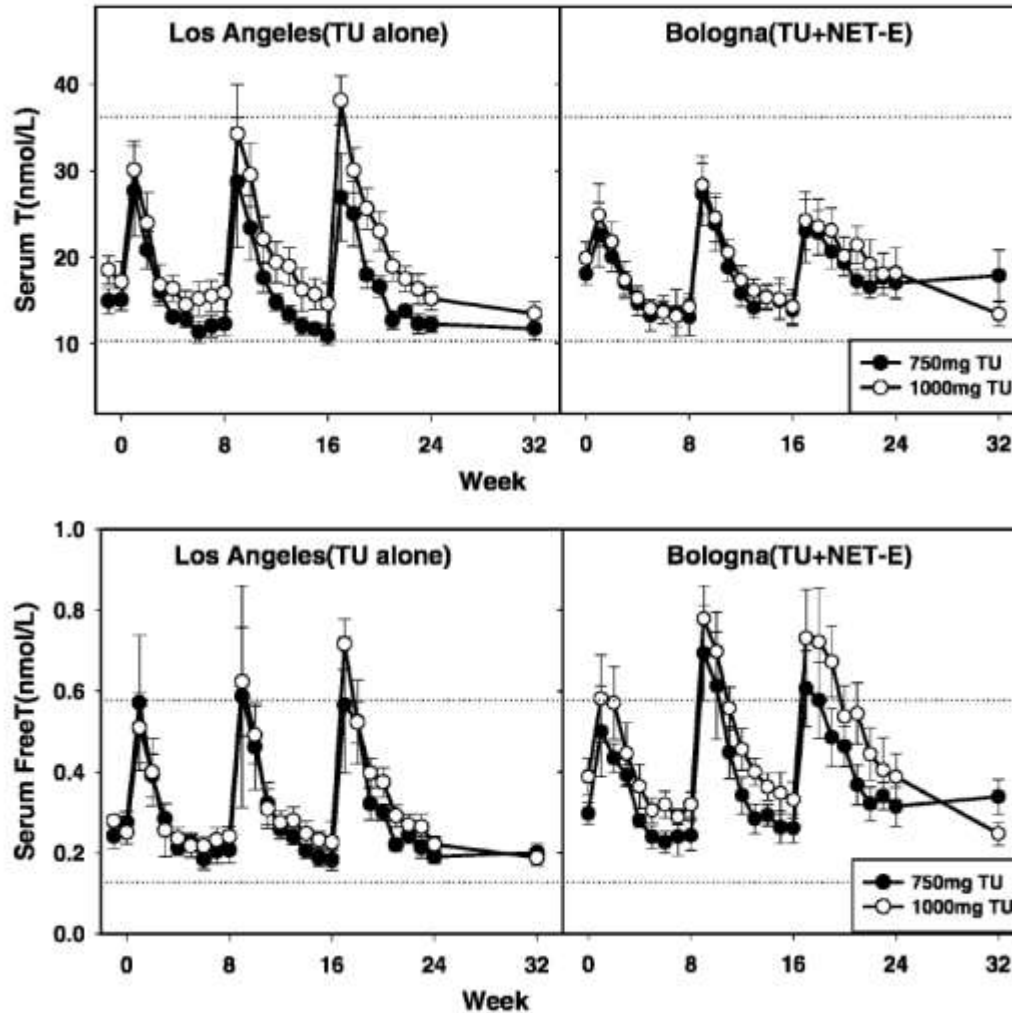 Los Angeles(TU alone)
Bologna(TU+NET-E)
Serum T(nmol/L)
40
30
20
10
750mg TU
1000mg TU
0 8 16 24 32 0 8 16 24 32
Week
Los Angeles(TU alone)
Bologna(TU+NET-E)
Serum FreeT(nmol/L)
1.0
0.8
0.6
0.4
0.2
0.0
750mg TU
1000mg TU
0 8 16 24 32 0 8 16 24 32
Week